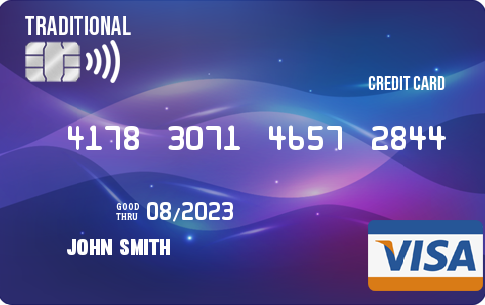 TRADITIONAL
CREDIT CARD
4178 3071 4657 2844
GOOD THRU 08/2023
JOHN SMITH
VISA